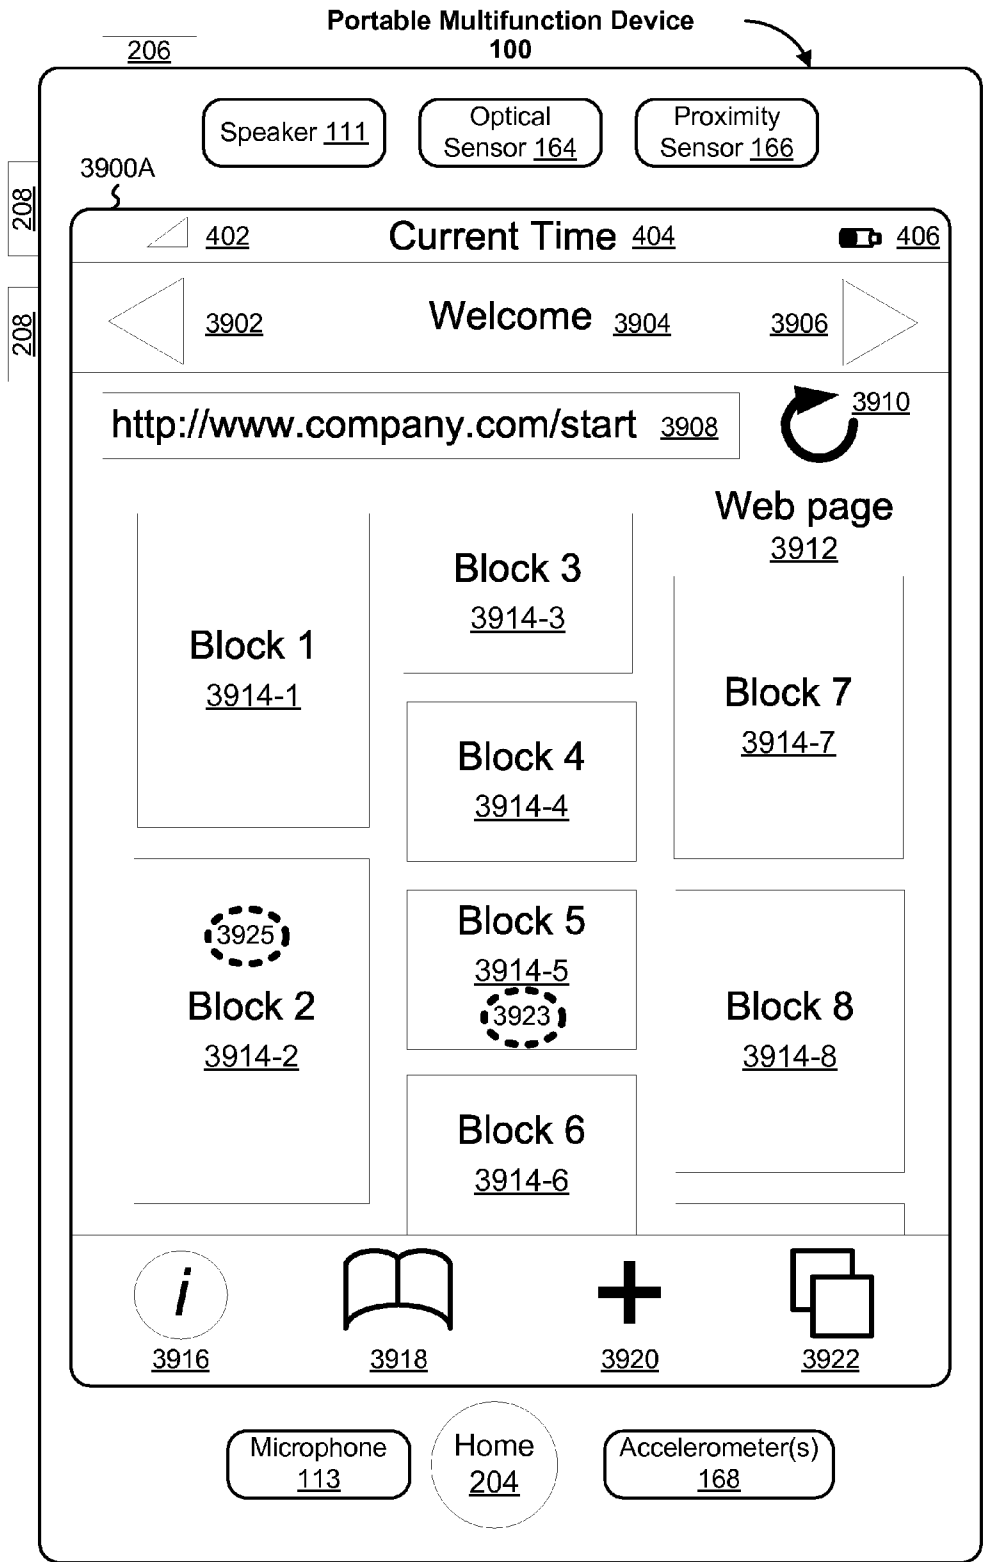 Portable Multifunction Device
100
206
Speaker 111
Optical
Sensor 164
Proximity
Sensor 166
208
208
3900A
402
Current Time 404
406
3902
Welcome 3904
3906
http://www.company.com/start 3908
3910
Web page
3912
Block 1
3914-1
Block 2
3914-2
3925
Block 3
3914-3
Block 4
3914-4
Block 5
3914-5
3923
Block 6
3914-6
Block 7
3914-7
Block 8
3914-8
i
3916
3918
3920
3922
Microphone
113
Home
204
Accelerometer(s)
168